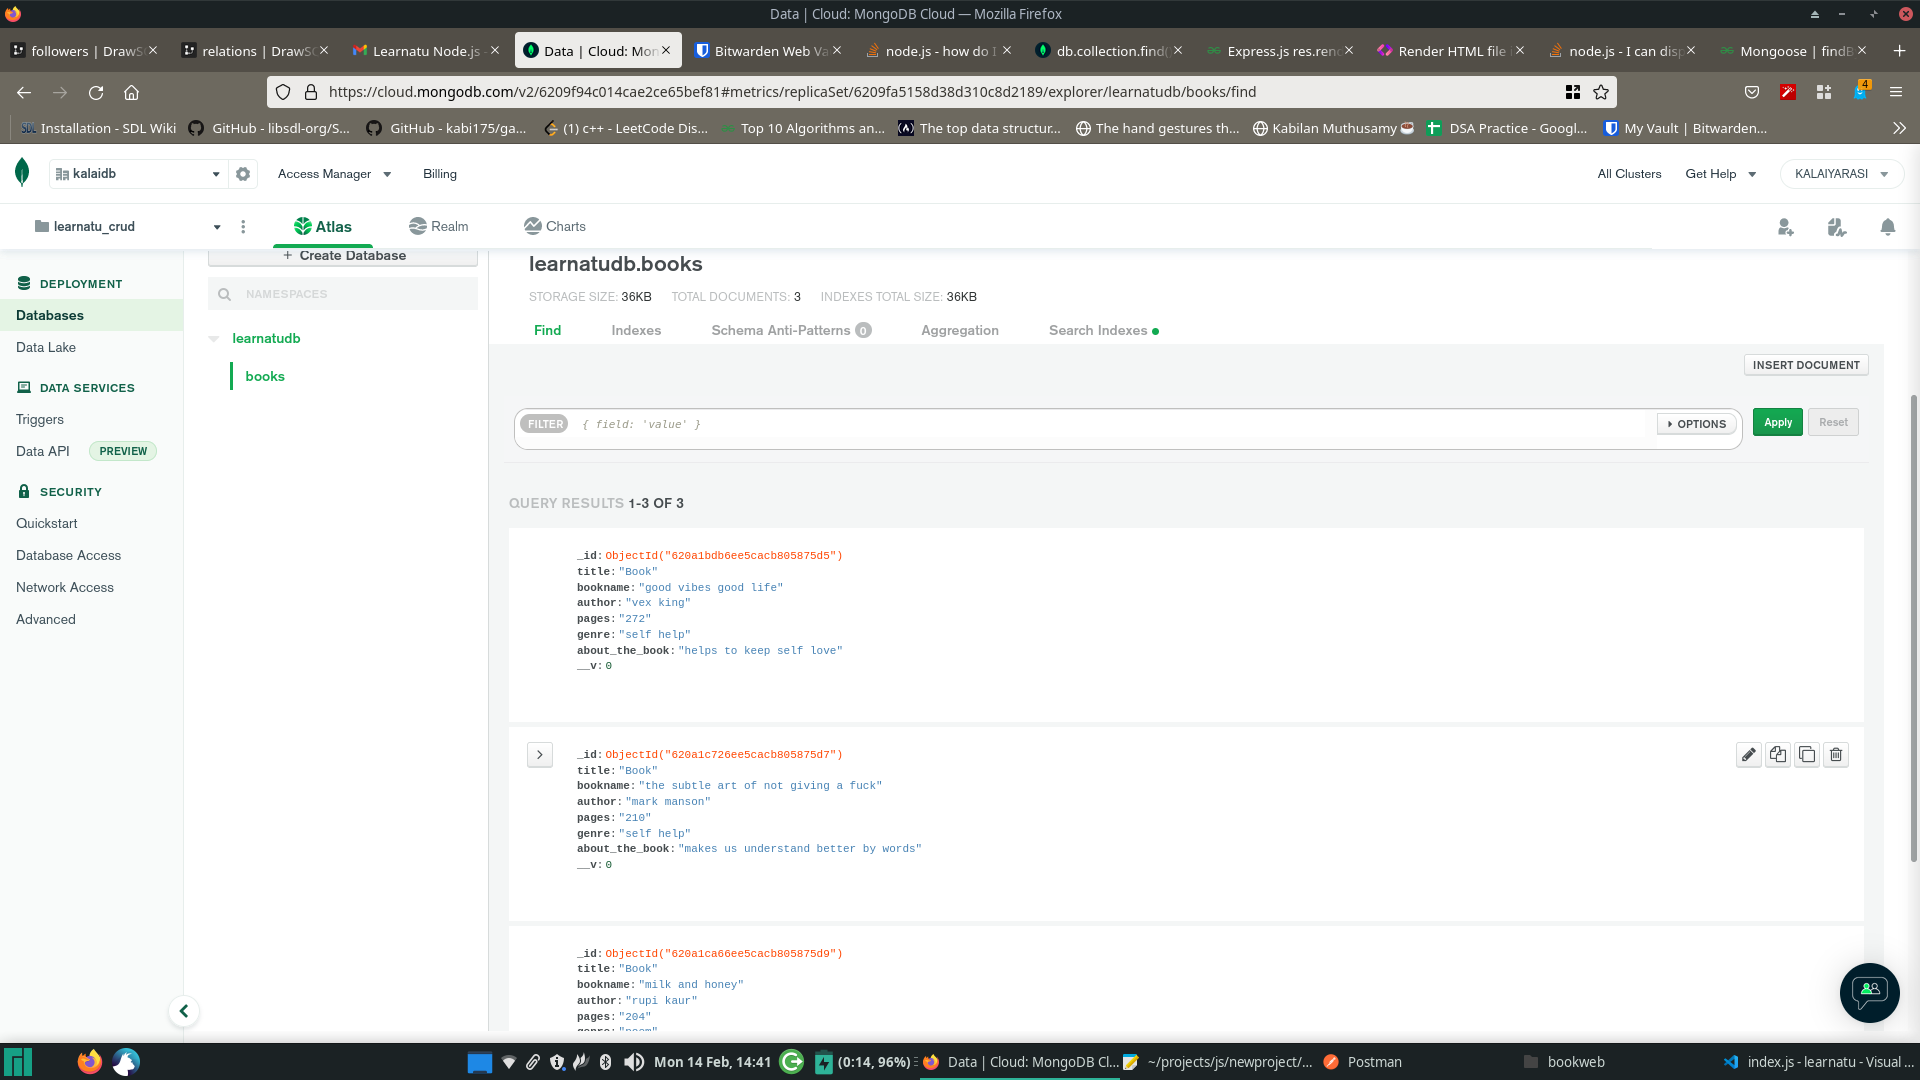 Data | Cloud: MongoDB Cloud — Mozilla Firefox
followers | DrawS
relations | DrawS
Learnatu Node.js -
Data | Cloud: Mon
Bitwarden Web Va
node.js - how do I
db.collection.find()
Express.js res.ren
Render HTML file
node.js - I can disp
Mongoose | findB
https://cloud.mongodb.com/v2/6209f94c014cae2ce65bef81#metrics/replicaSet/6209fa5158d38d310c8d2189/explorer/learnatudb/books/find
4
SDL Installation - SDL Wiki
GitHub - libsdl-org/S...
GitHub - kabi175/ga...
(1) c++ - LeetCode Dis...
Top 10 Algorithms an...
The top data structur...
The hand gestures th...
Kabilan Muthusamy
DSA Practice - Googl...
My Vault | Bitwarden...
kalaidb
Access Manager
Billing
All Clusters
Get Help
KALAIYARASI
learnatu_crud
Atlas
Realm
Charts
DEPLOYMENT
Databases
Data Lake
DATA SERVICES
Triggers
Data API PREVIEW
SECURITY
Quickstart
Database Access
Network Access
Advanced
+ Create Database
NAMESPACES
learnatudb
books
learnatudb.books
STORAGE SIZE: 36KB TOTAL DOCUMENTS: 3 INDEXES TOTAL SIZE: 36KB
Find
Indexes
Schema Anti-Patterns 0
Aggregation
Search Indexes
INSERT DOCUMENT
FILTER { field: 'value' }
OPTIONS
Apply
Reset
QUERY RESULTS 1-3 OF 3
_id: ObjectId("620a1bdb6ee5cacb805875d5")
title: "Book"
bookname: "good vibes good life"
author: "vex king"
pages: "272"
genre: "self help"
about_the_book: "helps to keep self love"
__v: 0
_id: ObjectId("620a1c726ee5cacb805875d7")
title: "Book"
bookname: "the subtle art of not giving a fuck"
author: "mark manson"
pages: "210"
genre: "self help"
about_the_book: "makes us understand better by words"
__v: 0
_id: ObjectId("620a1ca66ee5cacb805875d9")
title: "Book"
bookname: "milk and honey"
author: "rupi kaur"
pages: "204"
genre: "poem"
Mon 14 Feb, 14:41
(0:14, 96%)
Data | Cloud: MongoDB Cl...
~/projects/js/newproject/...
Postman
bookweb
index.js - learnatu - Visual ...